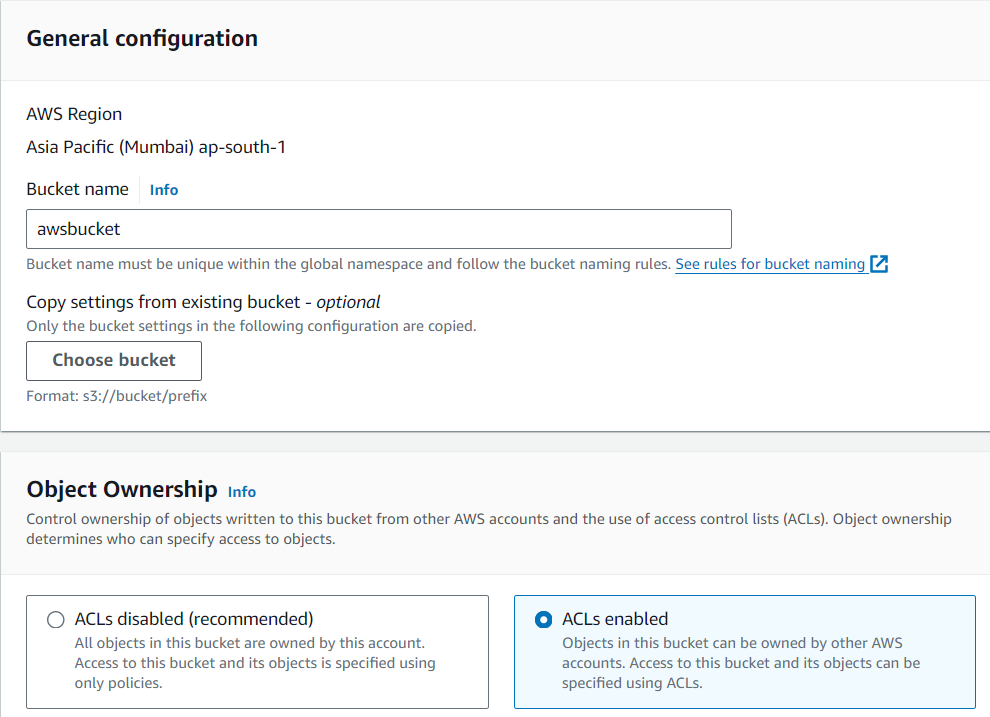 General configuration
AWS Region
Asia Pacific (Mumbai) ap-south-1
Bucket name Info
awsbucket
Bucket name must be unique within the global namespace and follow the bucket naming rules. See rules for bucket naming
Copy settings from existing bucket - optional
Only the bucket settings in the following configuration are copied.
Choose bucket
Format: s3://bucket/prefix
Object Ownership Info
Control ownership of objects written to this bucket from other AWS accounts and the use of access control lists (ACLs). Object ownership
determines who can specify access to objects.
ACLs disabled (recommended)
All objects in this bucket are owned by this account.
Access to this bucket and its objects is specified using
only policies.
ACLs enabled
Objects in this bucket can be owned by other AWS
accounts. Access to this bucket and its objects can be
specified using ACLs.